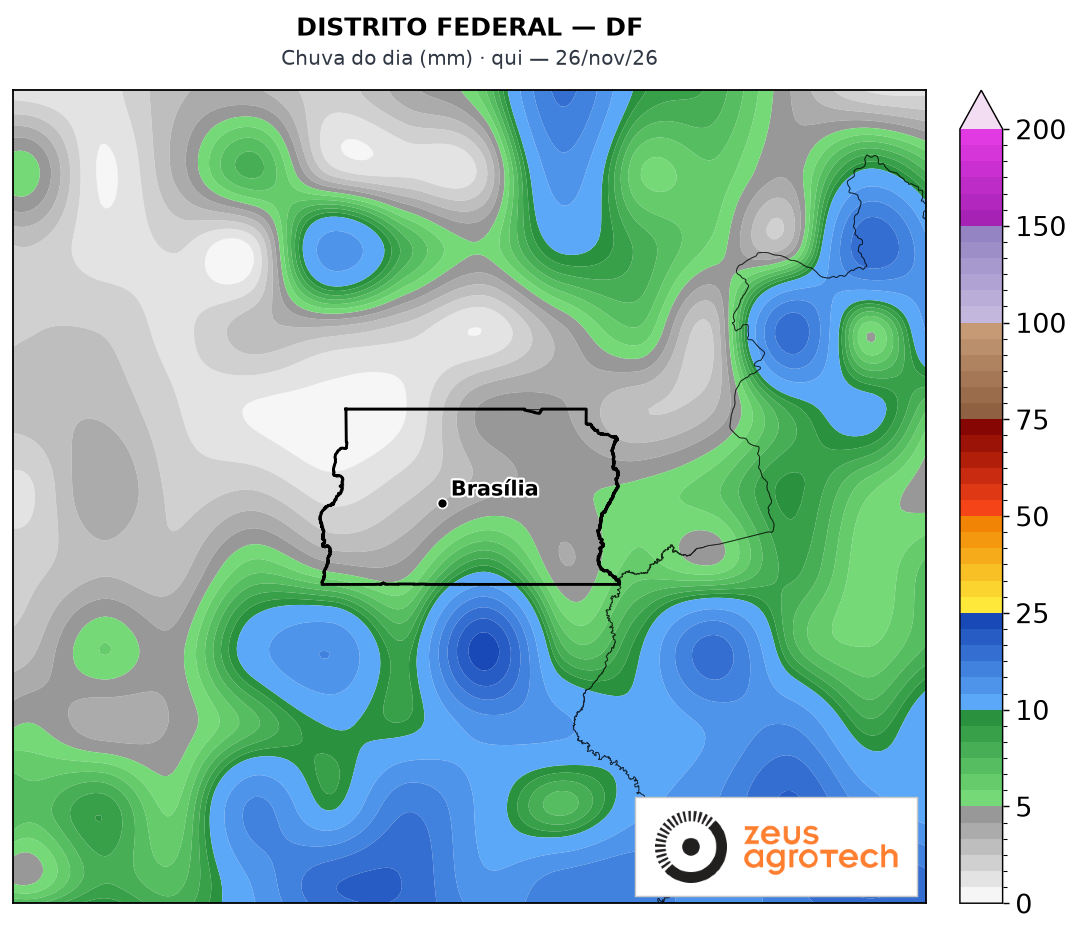 DISTRITO FEDERAL — DF
Chuva do dia (mm) · qui — 26/nov/26
200
150
100
75
50
25
10
5
0
Brasília
zeus
agrotech